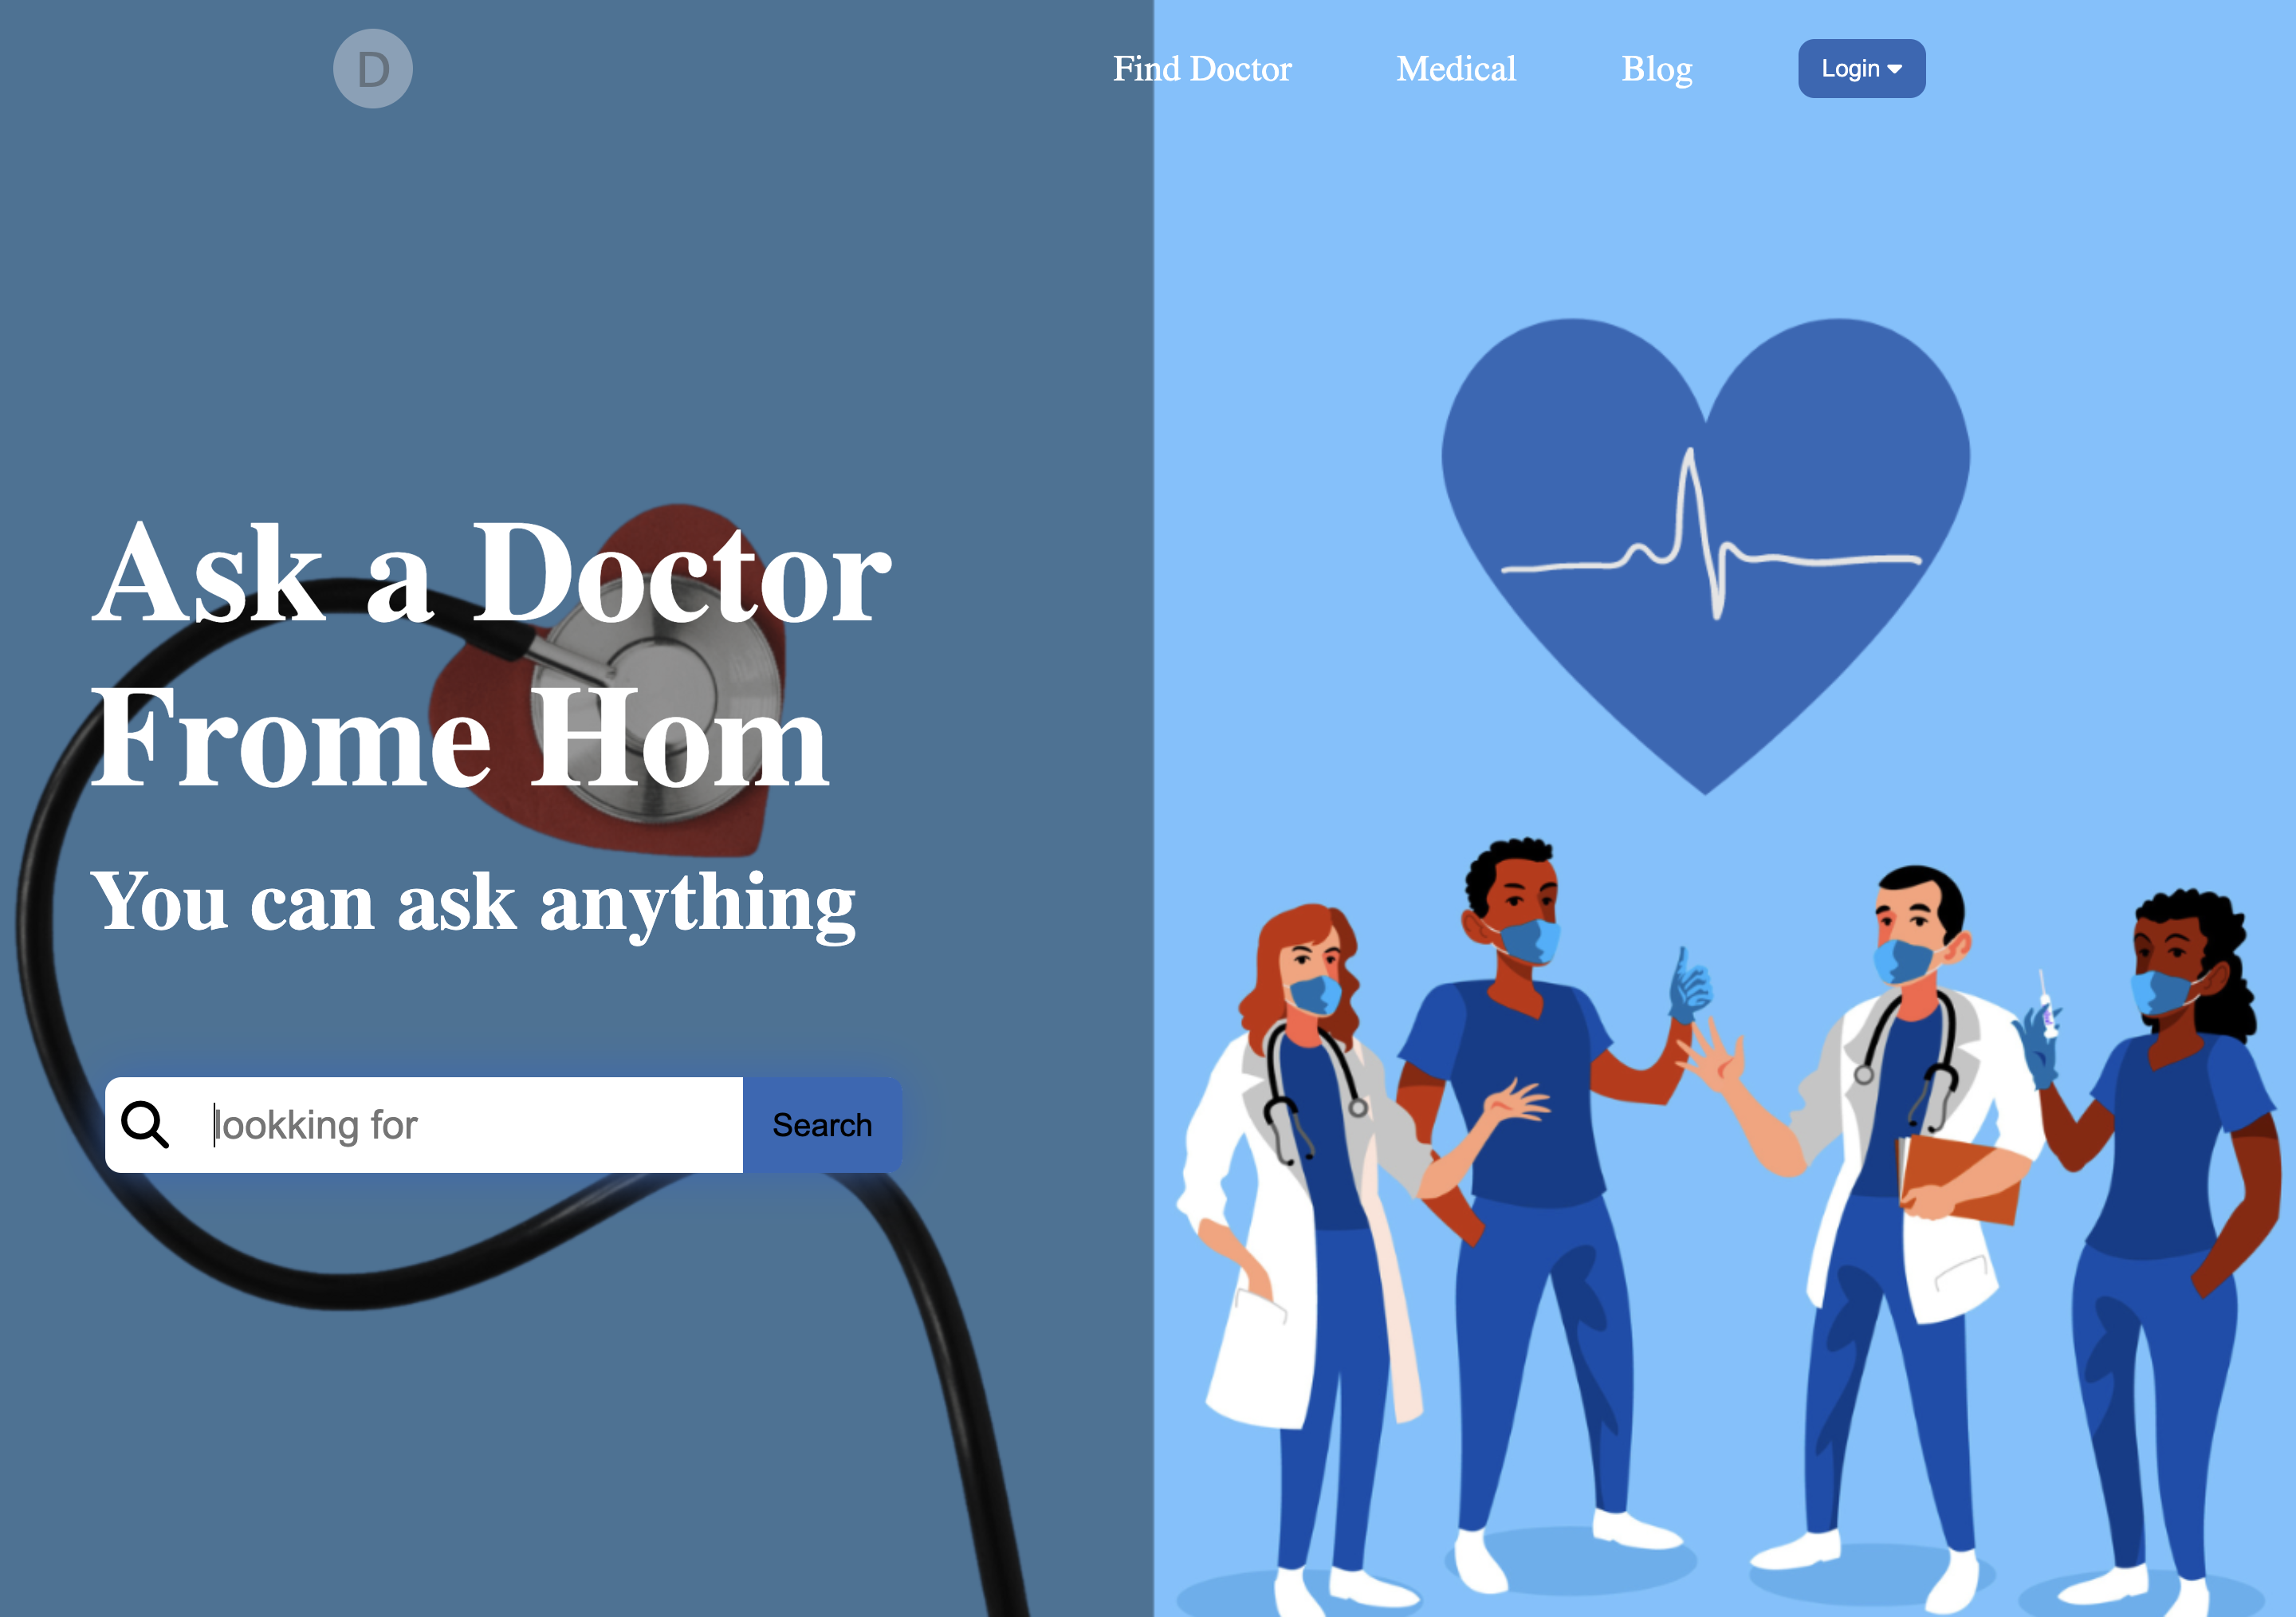 D
Find Doctor
Medical
Blog
Login
Ask a Doctor
Frome Hom
You can ask anything
lookking for
Search